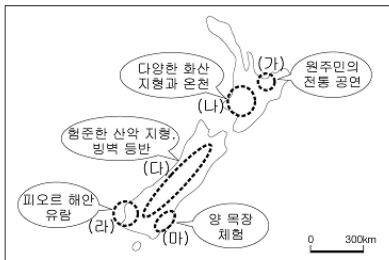 다양한 화산
지형과 온천
(가)
원주민의
전통 공연
(나)
험준한 산악 지형,
빙벽 등반
(다)
피오르 해안
유람
(라)
(마)
양 목장
체험
0 300km